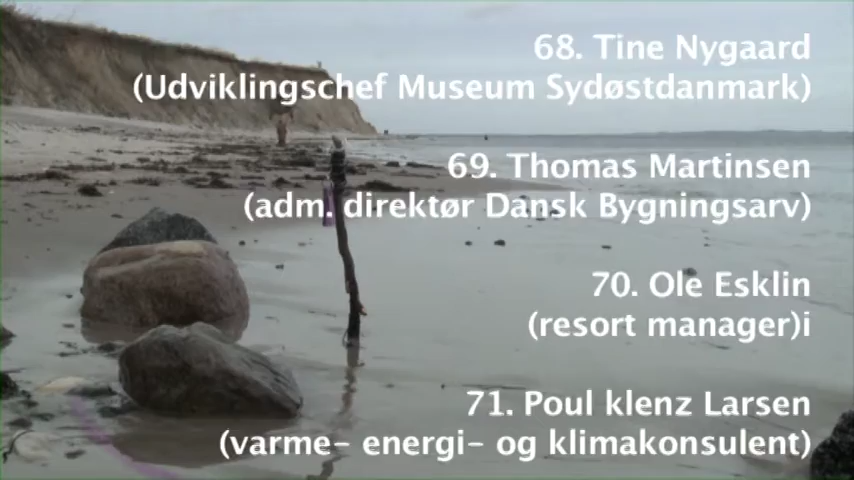 68. Tine Nygaard
(Udviklingschef Museum Sydøstdanmark)
69. Thomas Martinsen
(adm. direktør Dansk Bygningsarv)
70. Ole Esklin
(resort manager)i
71. Poul klenz Larsen
(varme- energi- og klimakonsulent)